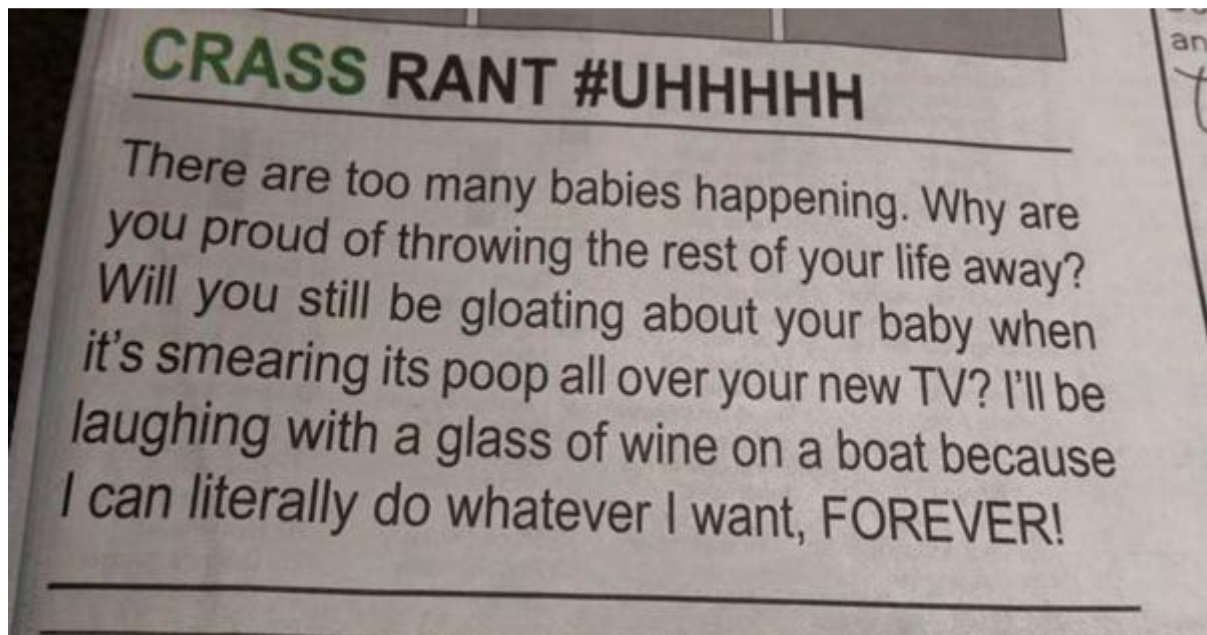 CRASS RANT #UHHHHH
There are too many babies happening. Why are
you proud of throwing the rest of your life away?
Will you still be gloating about your baby when
it's smearing its poop all over your new TV? I'll be
laughing with a glass of wine on a boat because
I can literally do whatever I want, FOREVER!
an